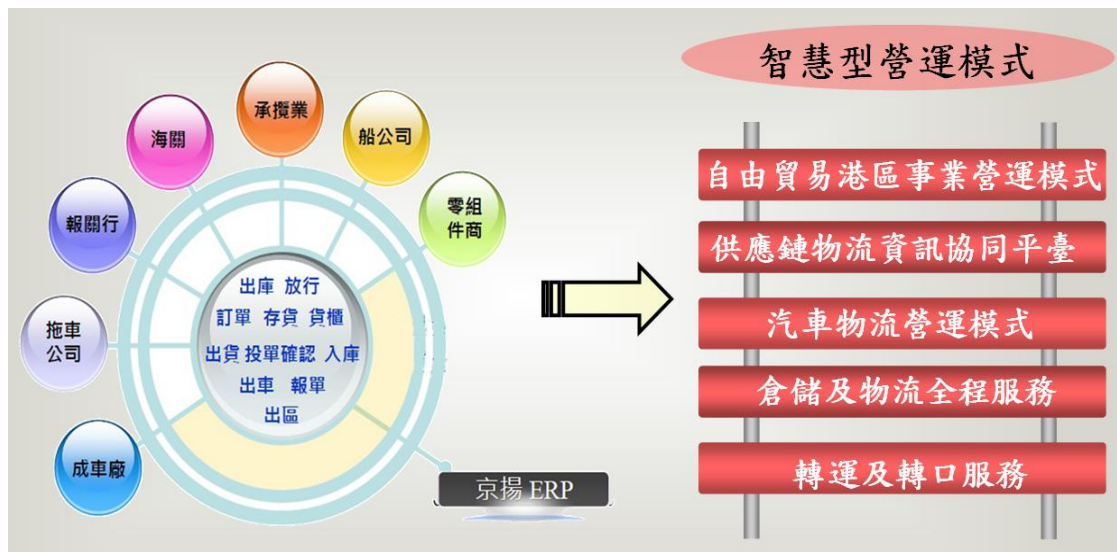 智慧型營運模式
承攬業
海關
船公司
報關行
零組
件商
拖車
公司
成車廠
出庫 放行
訂單 存貨 貨櫃
出貨 投單確認 入庫
出車 報單
出區
京揚 ERP
自由貿易港區事業營運模式
供應鏈物流資訊協同平臺
汽車物流營運模式
倉儲及物流全程服務
轉運及轉口服務